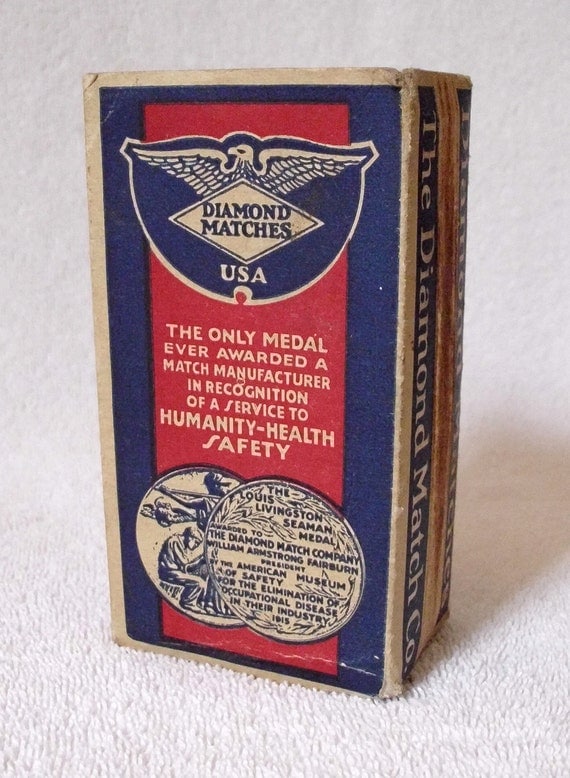 DIAMOND
MATCHES
USA
THE ONLY MEDAL
EVER AWARDED A
MATCH MANUFACTURER
IN RECOGNITION
OF A SERVICE TO
HUMANITY-HEALTH
SAFETY
THE
LOUIS
LIVINGSTON
SEAMAN
MEDAL
AWARDED TO
THE DIAMOND MATCH COMPANY
WILLIAM ARMSTRONG FAIRBURN
PRESIDENT
THE AMERICAN MUSEUM
OF SAFETY
FOR THE ELIMINATION OF
OCCUPATIONAL DISEASE
IN THEIR INDUSTRY
1915
The Diamond Match Co.
Diamond